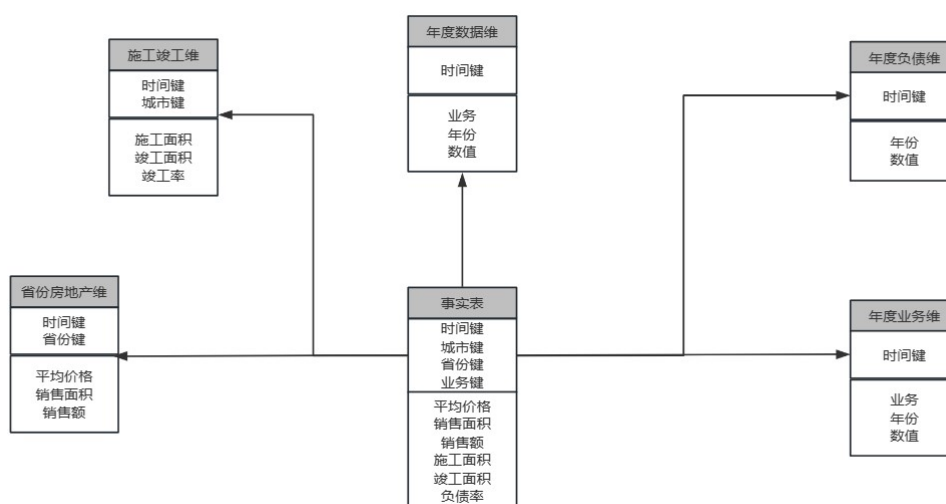 年度数据维
时间键
业务
年份
数值
施工竣工维
时间键
城市键
施工面积
竣工面积
竣工率
年度负债维
时间键
年份
数值
省份房地产维
时间键
省份键
平均价格
销售面积
销售额
事实表
时间键
城市键
省份键
业务键
平均价格
销售面积
销售额
施工面积
竣工面积
负债率
年度业务维
时间键
业务
年份
数值